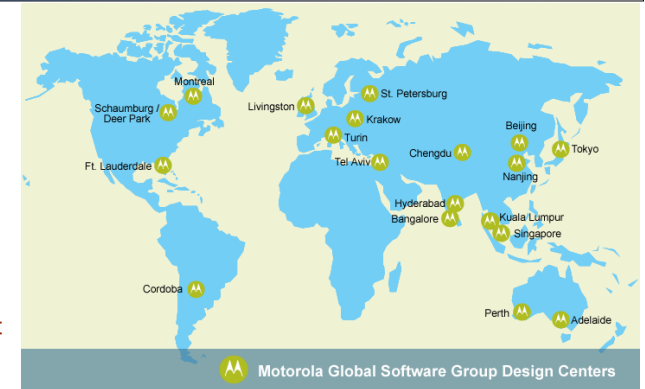 Montreal
St. Petersburg
Livingston
Schaumburg /
Deer Park
Krakow
Beijing
Turin
Tokyo
Chengdu
Tel Aviv
Ft. Lauderdale
Nanjing
Hyderabad
Bangalore
Kuala Lumpur
Singapore
Cordoba
Perth
Adelaide
Motorola Global Software Group Design Centers